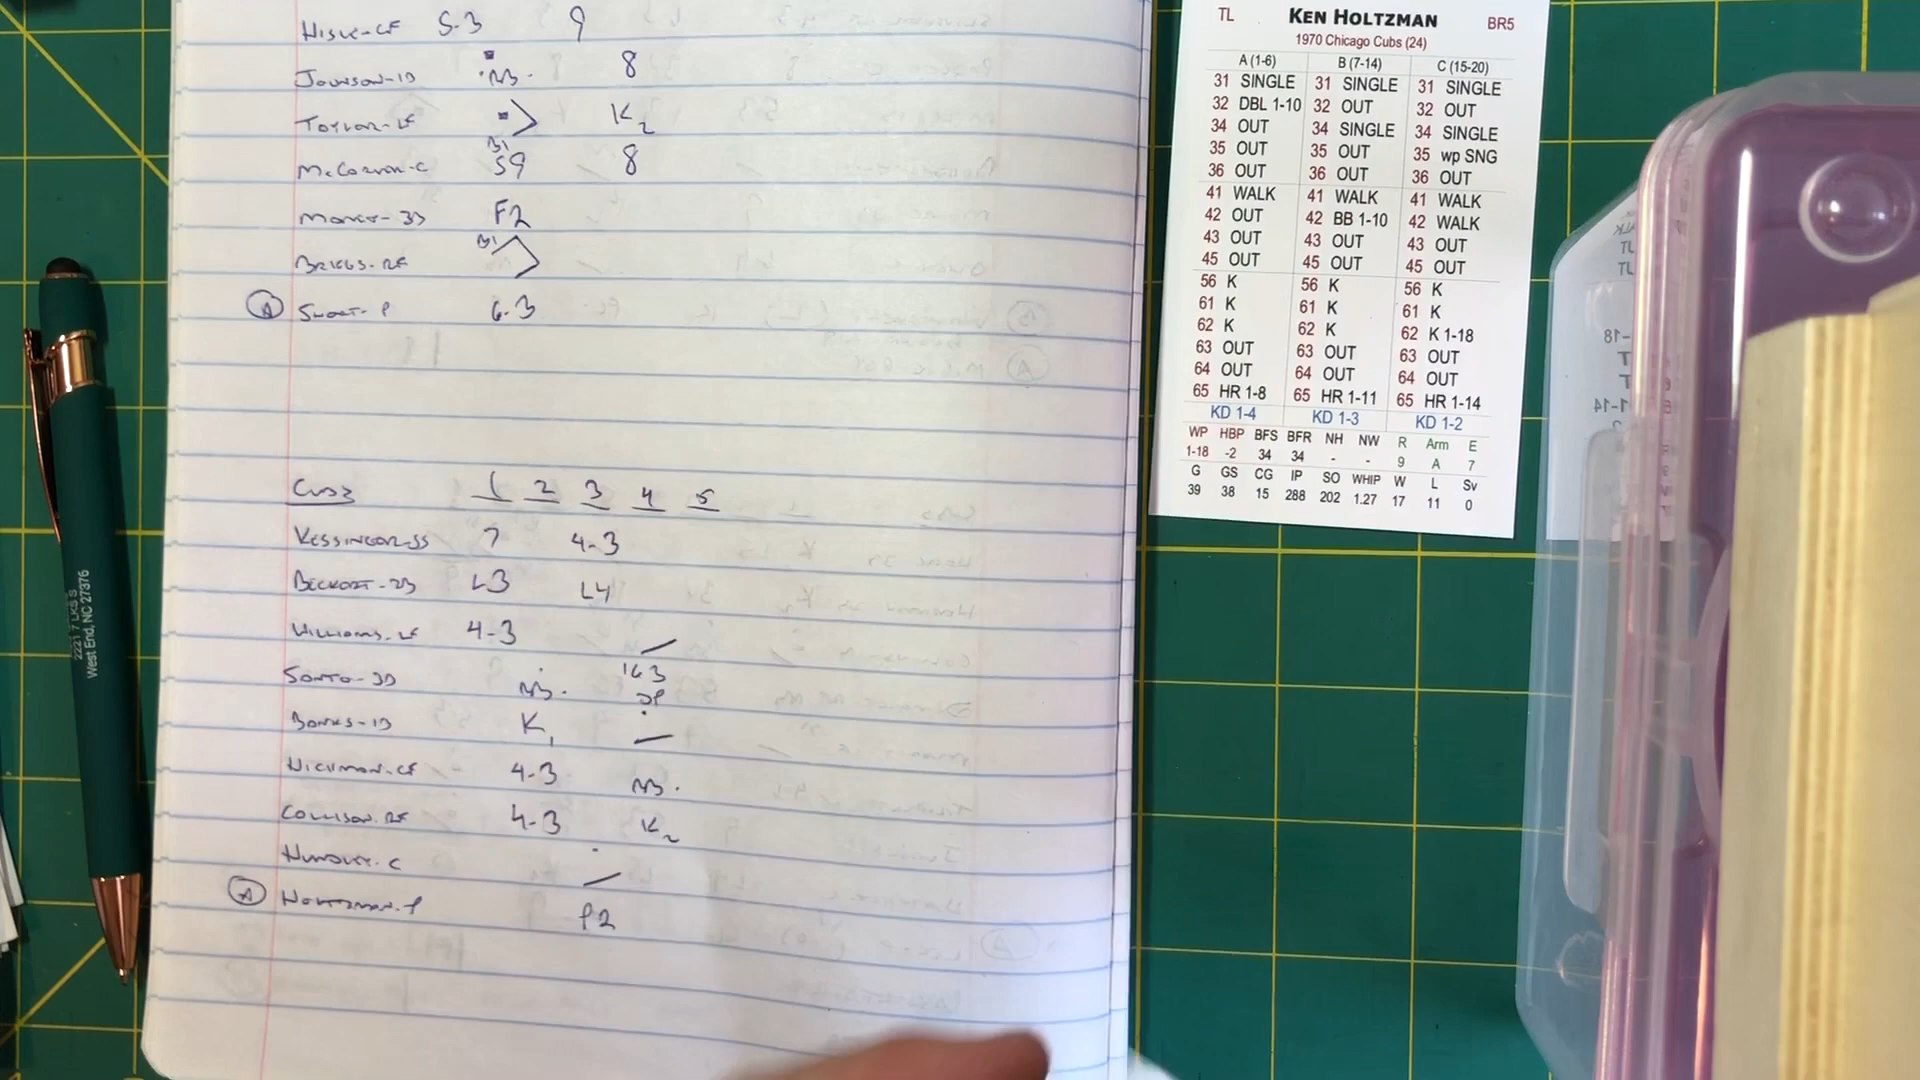 S-3 9
Johnson-1B 8
K2
McCo -C S9 8
Money-3B F2
B1
Briggs-RF
A Short-P 6-3
Cubs 1 2 3 4 5
Kessinger-SS 7 4-3
Beckert-2B L3 L4
Williams-LF 4-3
Santo-3B 163
DP
Banks-1B K1
Hickman-CF 4-3
Callison-RF 4-3 K2
Hundley-C
A Holtzman-P P2
TL KEN HOLTZMAN BR5
1970 Chicago Cubs (24)
A (1-6) B (7-14) C (15-20)
31 SINGLE 31 SINGLE 31 SINGLE
32 DBL 1-10 32 OUT 32 OUT
34 OUT 34 SINGLE 34 SINGLE
35 OUT 35 OUT 35 wp SNG
36 OUT 36 OUT 36 OUT
41 WALK 41 WALK 41 WALK
42 OUT 42 BB 1-10 42 WALK
43 OUT 43 OUT 43 OUT
45 OUT 45 OUT 45 OUT
56 K 56 K 56 K
61 K 61 K 61 K
62 K 62 K 62 K 1-18
63 OUT 63 OUT 63 OUT
64 OUT 64 OUT 64 OUT
65 HR 1-8 65 HR 1-11 65 HR 1-14
KD 1-4 KD 1-3 KD 1-2
WP HBP BFS BFR NH NW R Arm E
1-18 -2 34 34 - - 9 A 7
G GS CG IP SO WHIP W L Sv
39 38 15 288 202 1.27 17 11 0
West End, NC 27376